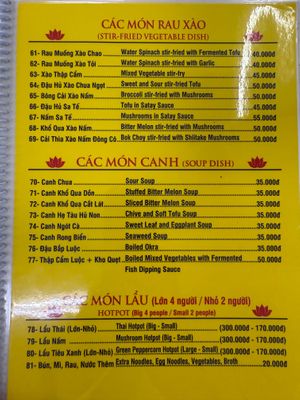 CÁC MÓN RAU XÀO
(STIR-FRIED VEGETABLE DISH)
61- Rau Muống Xào Chao Water Spinach stir-fried with Fermented Tofu 40.000đ
62- Rau Muống Xào Tỏi Water Spinach stir-fried with Garlic 40.000đ
63- Xào Thập Cẩm Mixed Vegetable stir-fry 45.000đ
64- Đậu Hủ Xào Chua Ngọt Sweet and Sour stir-fried Tofu 50.000đ
65- Bông Cải Xào Nấm Broccoli stir-fried with Mushrooms 50.000đ
66- Đậu Hủ Sa Tế Tofu in Satay Sauce 45.000đ
67- Nấm Sa Tế Mushrooms in Satay Sauce 55.000đ
68- Khổ Qua Xào Nấm Bitter Melon stir-fried with Mushrooms 50.000đ
69- Cải Thìa Xào Nấm Đông Cô Bok Choy stir-fried with Shiitake Mushrooms 50.000đ
CÁC MÓN CANH (SOUP DISH)
70- Canh Chua Sour Soup 35.000đ
71- Canh Khổ Qua Dồn Stuffed Bitter Melon Soup 35.000đ
72- Canh Khổ Qua Cắt Lát Sliced Bitter Melon Soup 35.000đ
73- Canh Hẹ Tàu Hủ Non Chive and Soft Tofu Soup 35.000đ
74- Canh Ngót Cà Sweet Leaf and Eggplant Soup 35.000đ
75- Canh Rong Biển Seaweed Soup 35.000đ
76- Đậu Bắp Luộc Boiled Okra 35.000đ
77- Thập Cẩm Luộc + Kho Quẹt Boiled Mixed Vegetables with Fermented 50.000đ
Fish Dipping Sauce
CÁC MÓN LẨU (Lớn 4 người / Nhỏ 2 người)
HOTPOT (Big 4 people / Small 2 people)
78- Lẩu Thái (Lớn-Nhỏ) Thai Hotpot (Big - Small) (300.000đ - 170.000đ)
79- Lẩu Nấm Mushroom Hotpot (Big - Small) (300.000đ - 170.000đ)
80- Lẩu Tiêu Xanh (Lớn-Nhỏ) Green Peppercorn Hotpot (Large - Small) (300.000đ - 170.000đ)
81- Bún, Mì, Rau, Nước Thêm Extra Noodles, Egg Noodles, Vegetables, Broth 20.000đ